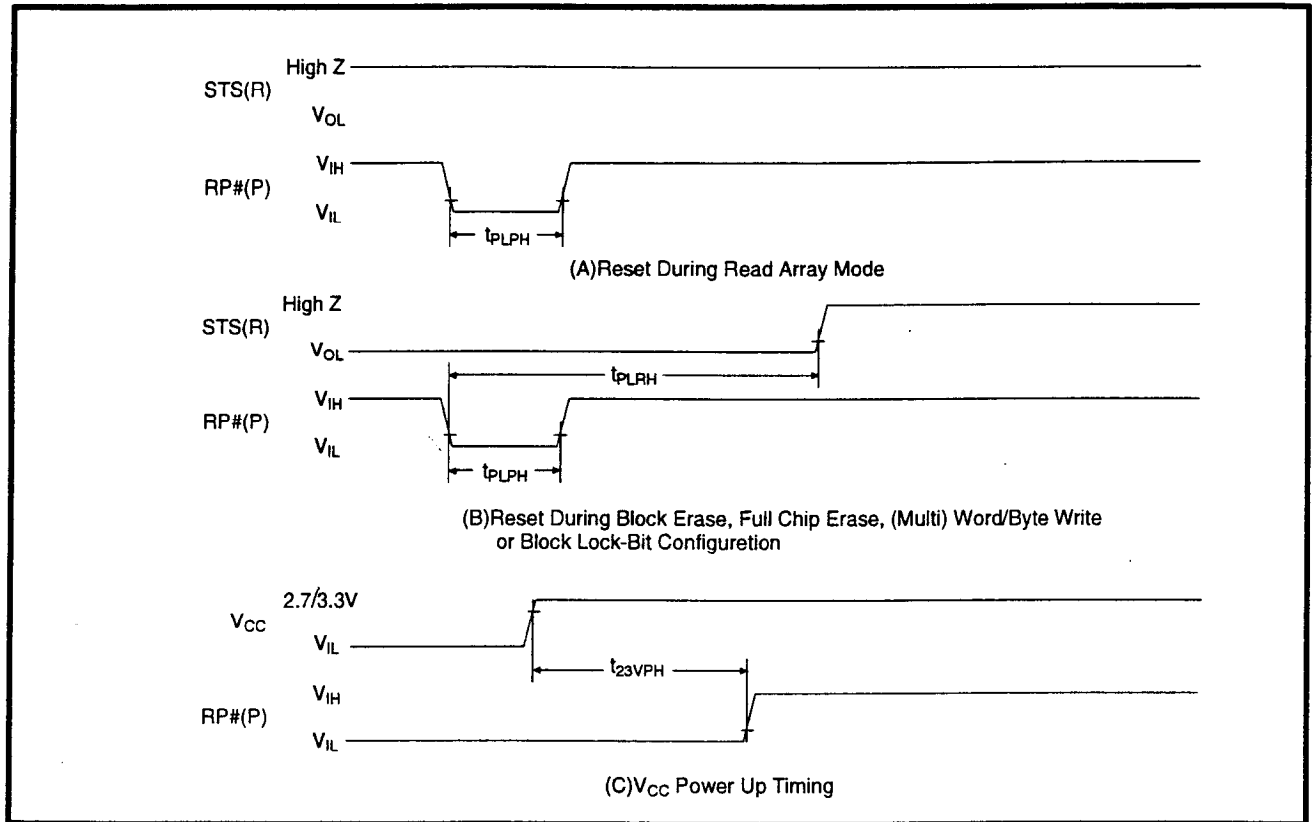 High Z
STS(R)
VOL
VIH
RP#(P)
VIL
tPLPH
(A)Reset During Read Array Mode
High Z
STS(R)
VOL
tPLRH
VIH
RP#(P)
VIL
tPLPH
(B)Reset During Block Erase, Full Chip Erase, (Multi) Word/Byte Write
or Block Lock-Bit Configuretion
2.7/3.3V
VCC
VIL
t23VPH
VIH
RP#(P)
VIL
(C)VCC Power Up Timing